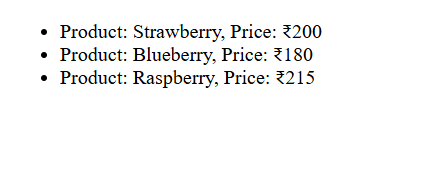 • Product: Strawberry, Price: ₹200
• Product: Blueberry, Price: ₹180
• Product: Raspberry, Price: ₹215